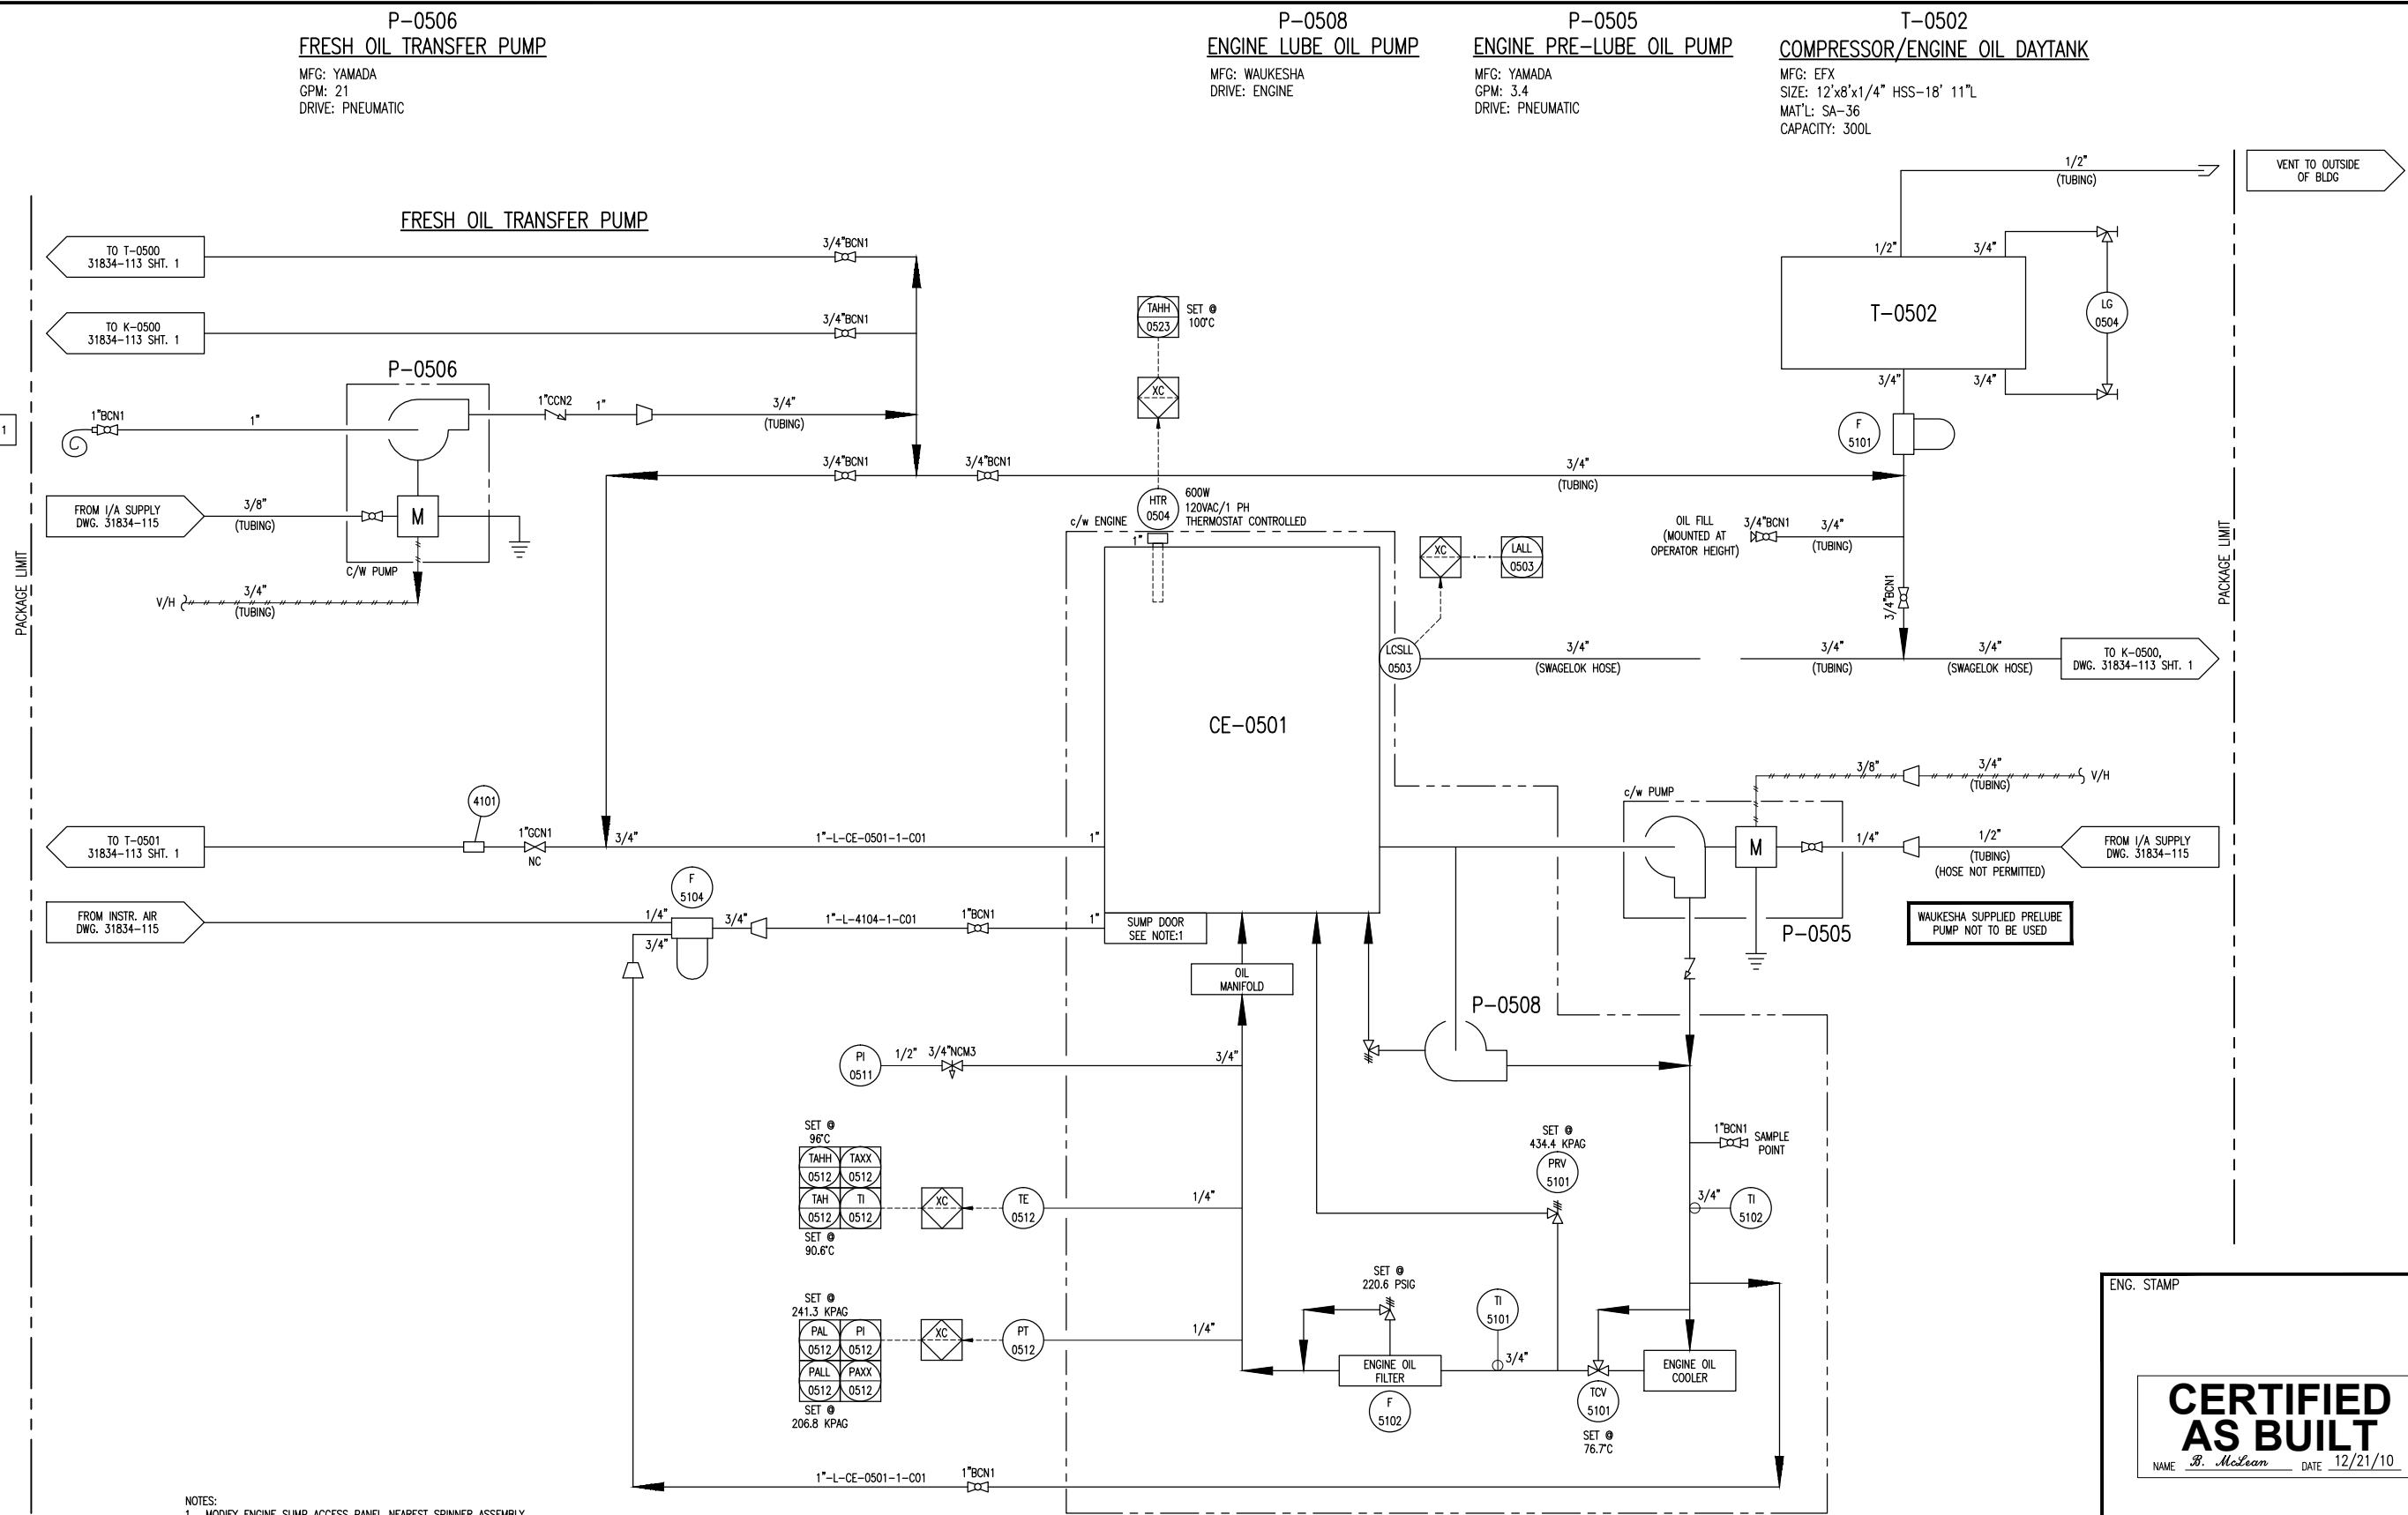 P-0506
FRESH OIL TRANSFER PUMP
MFG: YAMADA
GPM: 21
DRIVE: PNEUMATIC
P-0508
ENGINE LUBE OIL PUMP
MFG: WAUKESHA
DRIVE: ENGINE
P-0505
ENGINE PRE-LUBE OIL PUMP
MFG: YAMADA
GPM: 3.4
DRIVE: PNEUMATIC
T-0502
COMPRESSOR/ENGINE OIL DAYTANK
MFG: EFX
SIZE: 12'x8'x1/4" HSS-18' 11"L
MAT'L: SA-36
CAPACITY: 300L
1/2"
(TUBING)
VENT TO OUTSIDE
OF BLDG
FRESH OIL TRANSFER PUMP
TO T-0500
31834-113 SHT. 1
3/4"BCN1
TO K-0500
31834-113 SHT. 1
3/4"BCN1
TAHH
0523
SET @
100°C
XC
1/2"
3/4"
T-0502
LG
0504
3/4"
3/4"
F
5101
P-0506
1
1"BCN1
1"
1"CCN2
1"
3/4"
(TUBING)
3/4"BCN1
3/4"BCN1
3/4"
(TUBING)
FROM I/A SUPPLY
DWG. 31834-115
3/8"
(TUBING)
M
C/W PUMP
V/H
3/4"
(TUBING)
PACKAGE LIMIT
HTR
0504
600W
120VAC/1 PH
THERMOSTAT CONTROLLED
c/w ENGINE
1"
XC
LALL
0503
OIL FILL
(MOUNTED AT
OPERATOR HEIGHT)
3/4"BCN1
3/4"
(TUBING)
3/4"BCN1
PACKAGE LIMIT
LCSLL
0503
3/4"
(SWAGELOK HOSE)
3/4"
(TUBING)
3/4"
(SWAGELOK HOSE)
TO K-0500,
DWG. 31834-113 SHT. 1
CE-0501
4101
TO T-0501
31834-113 SHT. 1
1"GCN1
NC
3/4"
1"-L-CE-0501-1-C01
1"
c/w PUMP
3/8"
3/4"
(TUBING)
V/H
M
1/4"
1/2"
(TUBING)
(HOSE NOT PERMITTED)
FROM I/A SUPPLY
DWG. 31834-115
P-0505
WAUKESHA SUPPLIED PRELUBE
PUMP NOT TO BE USED
FROM INSTR. AIR
DWG. 31834-115
F
5104
1/4"
3/4"
3/4"
1"-L-4104-1-C01
1"BCN1
1"
SUMP DOOR
SEE NOTE:1
OIL
MANIFOLD
P-0508
PI
0511
1/2"
3/4"NCM3
3/4"
SET @
96°C
TAHH
0512
TAXX
0512
TAH
0512
TI
0512
SET @
90.6°C
XC
TE
0512
1/4"
SET @
434.4 KPAG
PRV
5101
1"BCN1
SAMPLE
POINT
3/4"
TI
5102
SET @
241.3 KPAG
PAL
0512
PI
0512
PALL
0512
PAXX
0512
SET @
206.8 KPAG
XC
PT
0512
1/4"
SET @
220.6 PSIG
TI
5101
3/4"
ENGINE OIL
FILTER
F
5102
TCV
5101
SET @
76.7°C
ENGINE OIL
COOLER
1"-L-CE-0501-1-C01
1"BCN1
ENG. STAMP
CERTIFIED
AS BUILT
NAME B. McLean DATE 12/21/10
NOTES:
1. MODIFY ENGINE SUMP ACCESS PANEL NEAREST SPINNER ASSEMBLY